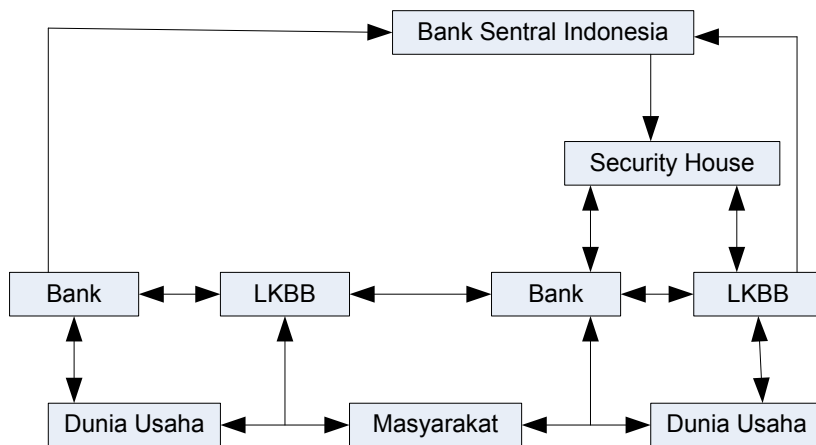 Bank Sentral Indonesia
Security House
Bank
LKBB
Bank
LKBB
Dunia Usaha
Masyarakat
Dunia Usaha